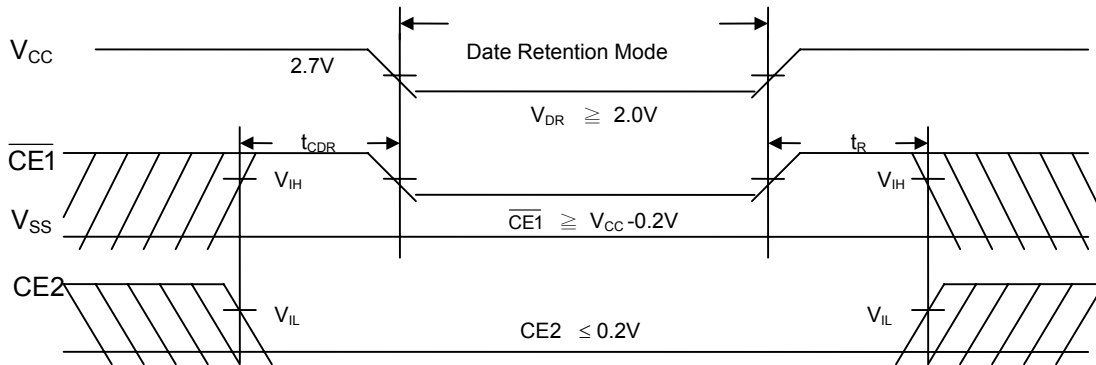 Date Retention Mode
VCC
2.7V
VDR ≧ 2.0V
tCDR
tR
CE1
VIH
VIH
VSS
CE1 ≧ VCC -0.2V
CE2
VIL
VIL
CE2 ≤ 0.2V